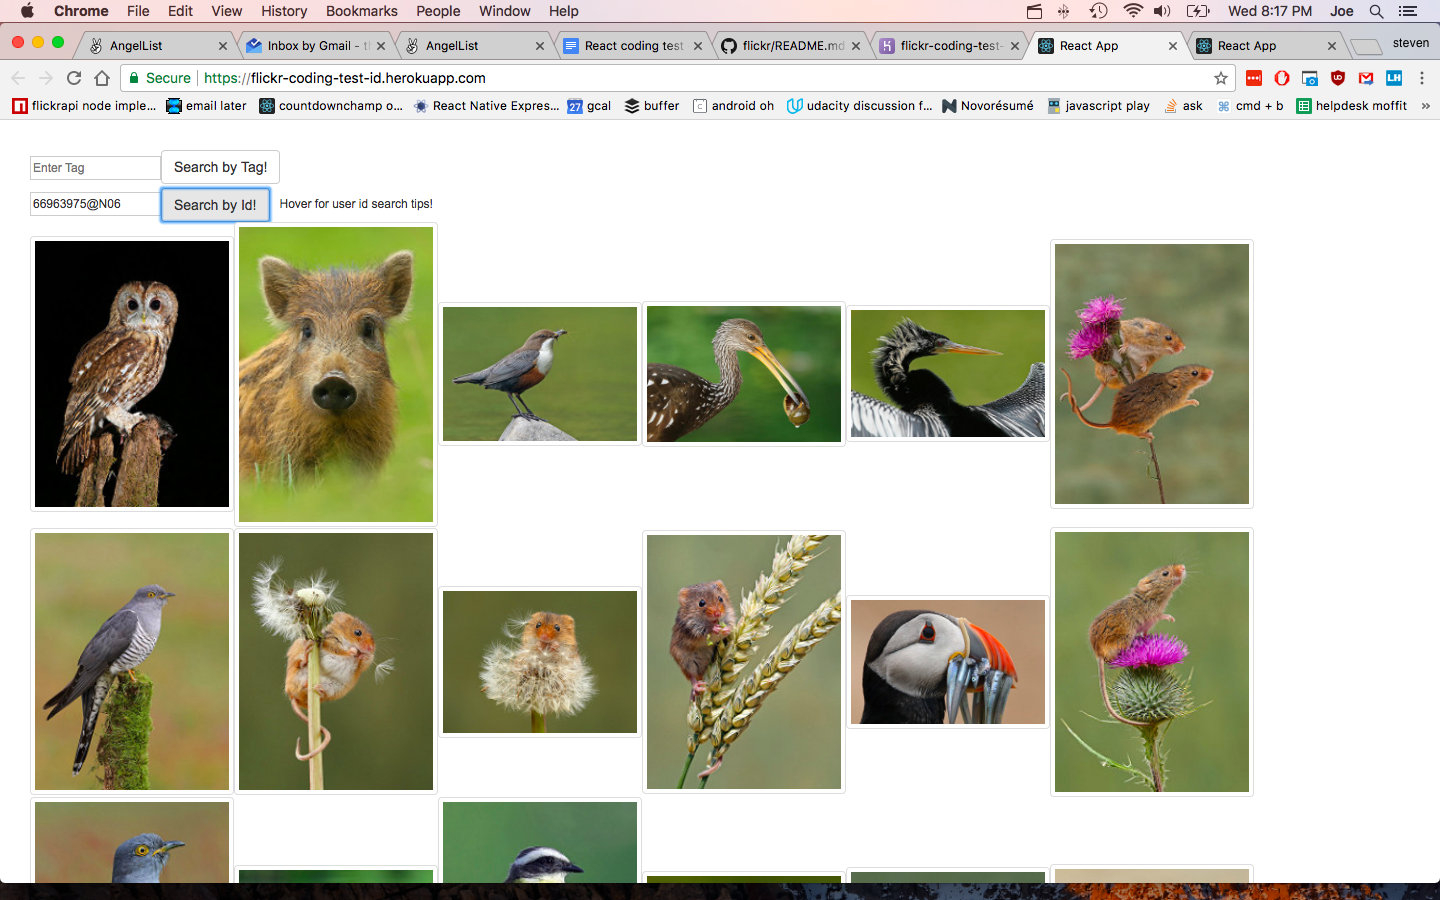 Chrome File Edit View History Bookmarks People Window Help Wed 8:17 PM Joe
AngelList Inbox by Gmail - t AngelList React coding test flickr/README.md flickr-coding-test- React App React App steven
Secure https://flickr-coding-test-id.herokuapp.com
flickrapi node imple... email later countdownchamp o... React Native Expres... 27 gcal buffer android oh udacity discussion f... Novorésumé javascript play ask cmd + b helpdesk moffit »
Enter Tag Search by Tag!
66963975@N06 Search by Id! Hover for user id search tips!